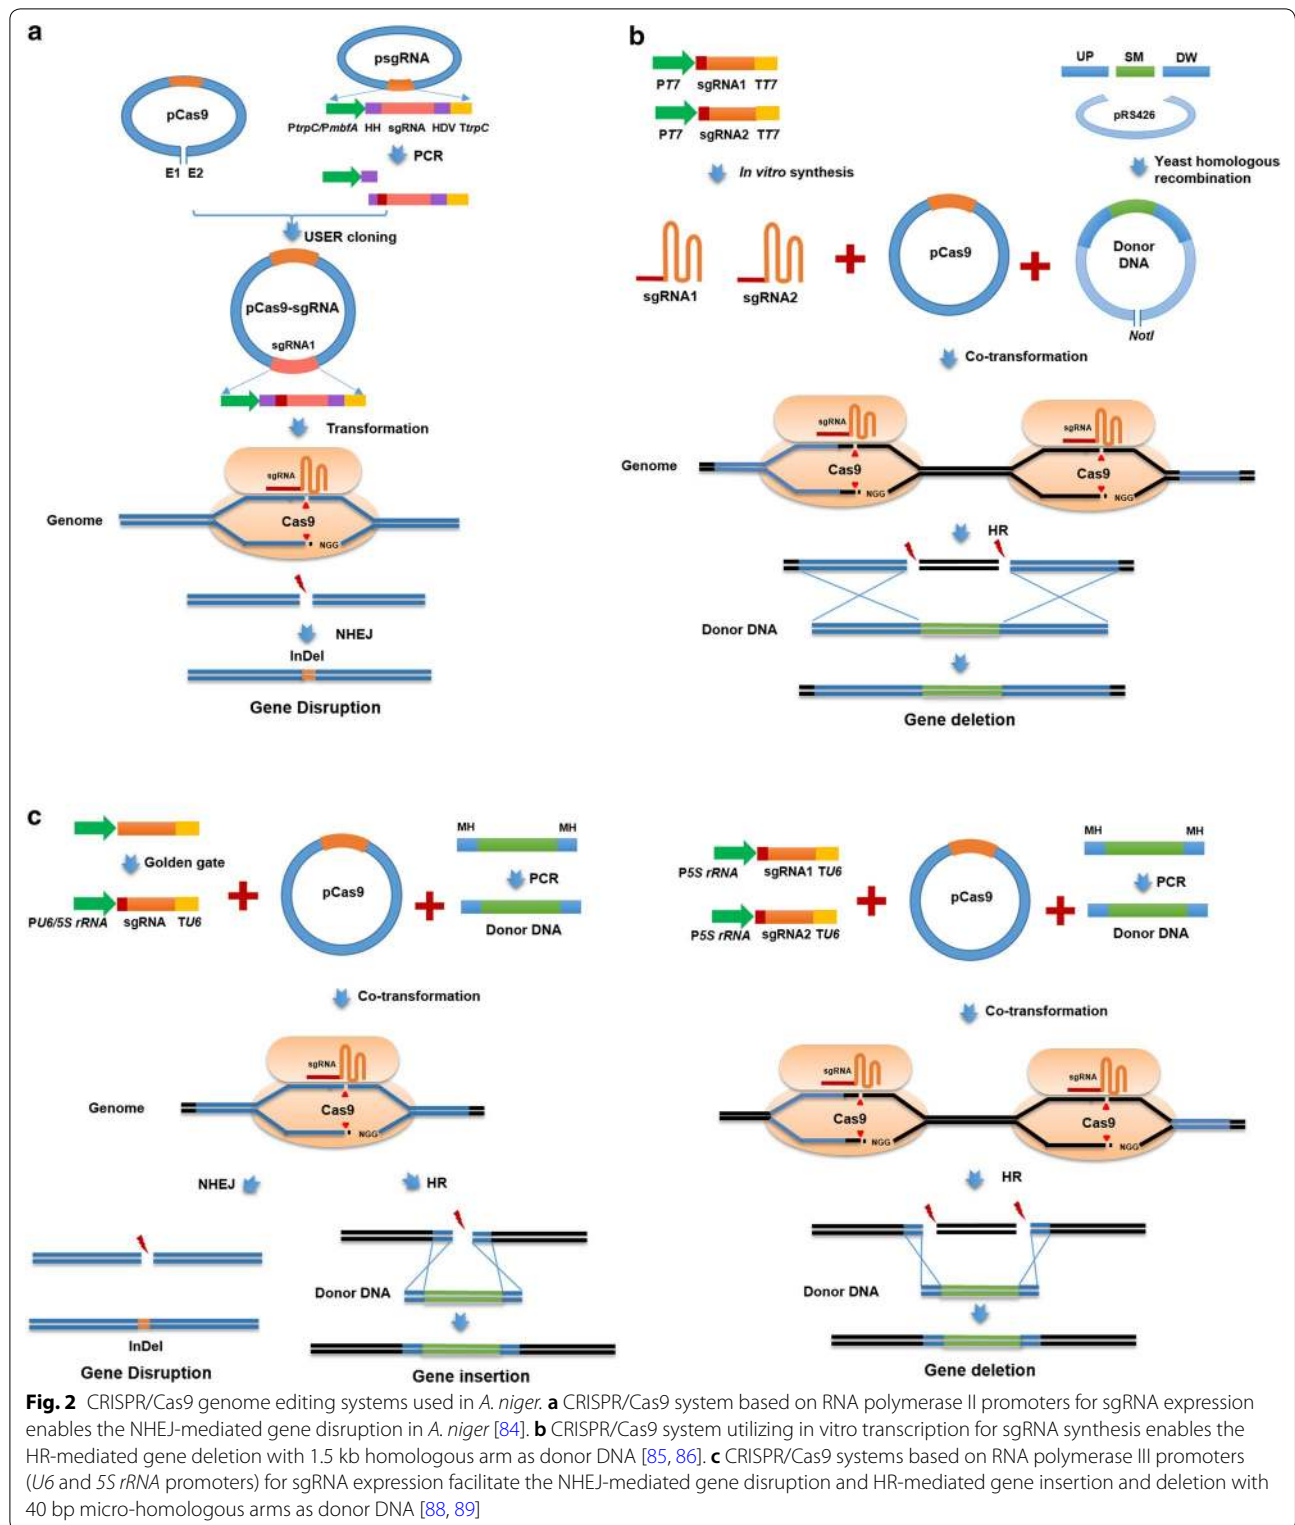 a
psgRNA
pCas9
E1 E2
PtrpC/PmbfA HH sgRNA HDV TtrpC
PCR
USER cloning
pCas9-sgRNA
sgRNA1
Transformation
sgRNA
Genome
Cas9
NGG
NHEJ
InDel
Gene Disruption
b
PT7 sgRNA1 TT7
PT7 sgRNA2 TT7
In vitro synthesis
sgRNA1
sgRNA2
pCas9
UP SM DW
pRS426
Yeast homologous
recombination
Donor
DNA
NotI
Co-transformation
sgRNA
sgRNA
Genome
Cas9
Cas9
NGG
NGG
HR
Donor DNA
Gene deletion
c
Golden gate
PU6/5S rRNA sgRNA TU6
pCas9
MH MH
PCR
Donor DNA
Co-transformation
sgRNA
Genome
Cas9
NGG
NHEJ
HR
InDel
Gene Disruption
Donor DNA
Gene insertion
P5S rRNA sgRNA1 TU6
P5S rRNA sgRNA2 TU6
pCas9
MH MH
PCR
Donor DNA
Co-transformation
sgRNA
sgRNA
Cas9
Cas9
NGG
NGG
HR
Donor DNA
Gene deletion
Fig. 2 CRISPR/Cas9 genome editing systems used in A. niger. a CRISPR/Cas9 system based on RNA polymerase II promoters for sgRNA expression
enables the NHEJ-mediated gene disruption in A. niger [84]. b CRISPR/Cas9 system utilizing in vitro transcription for sgRNA synthesis enables the
HR-mediated gene deletion with 1.5 kb homologous arm as donor DNA [85, 86]. c CRISPR/Cas9 systems based on RNA polymerase III promoters
(U6 and 5S rRNA promoters) for sgRNA expression facilitate the NHEJ-mediated gene disruption and HR-mediated gene insertion and deletion with
40 bp micro-homologous arms as donor DNA [88, 89]